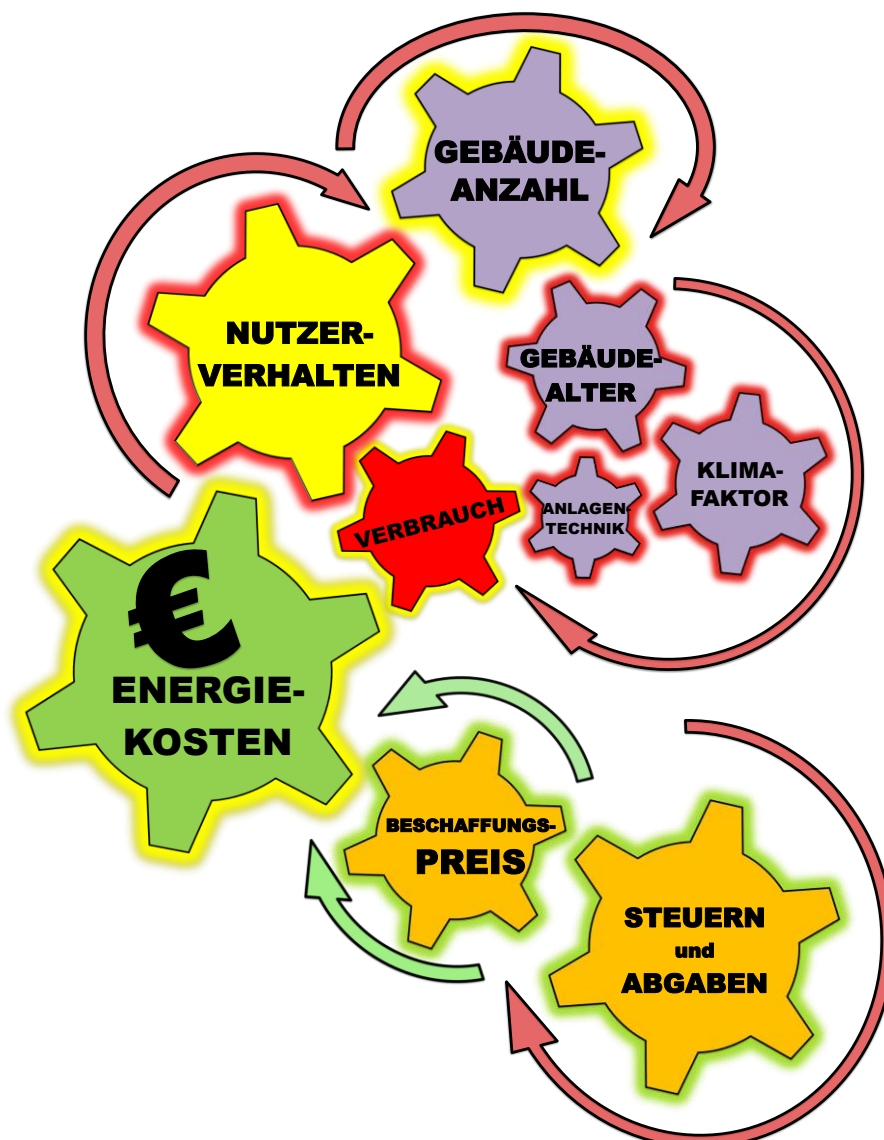 GEBÄUDE-
ANZAHL
NUTZER-
VERHALTEN
GEBÄUDE-
ALTER
KLIMA-
FAKTOR
ANLAGEN-
TECHNIK
VERBRAUCH
€
ENERGIE-
KOSTEN
BESCHAFFUNGS-
PREIS
STEUERN
und
ABGABEN